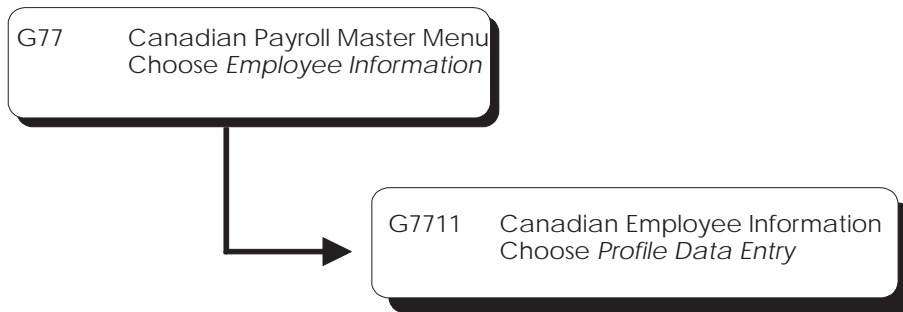 G77 Canadian Payroll Master Menu
Choose Employee Information
G7711 Canadian Employee Information
Choose Profile Data Entry